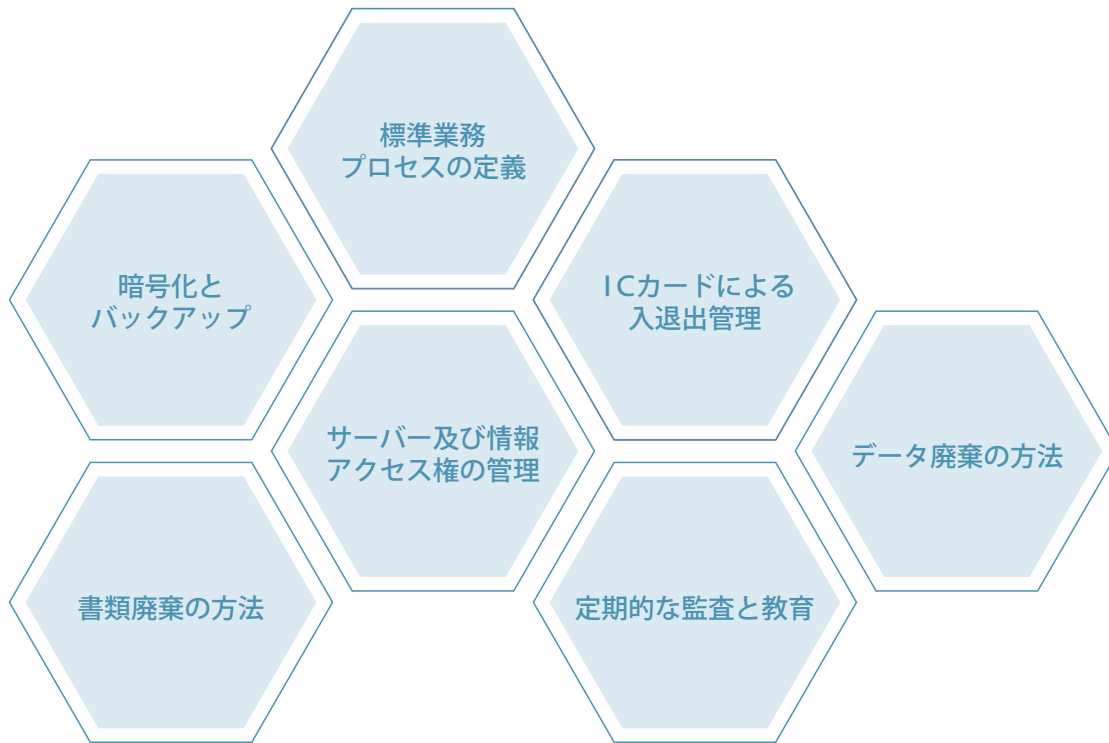 標準業務
プロセスの定義
暗号化と
バックアップ
ICカードによる
入退出管理
サーバー及び情報
アクセス権の管理
データ廃棄の方法
書類廃棄の方法
定期的な監査と教育